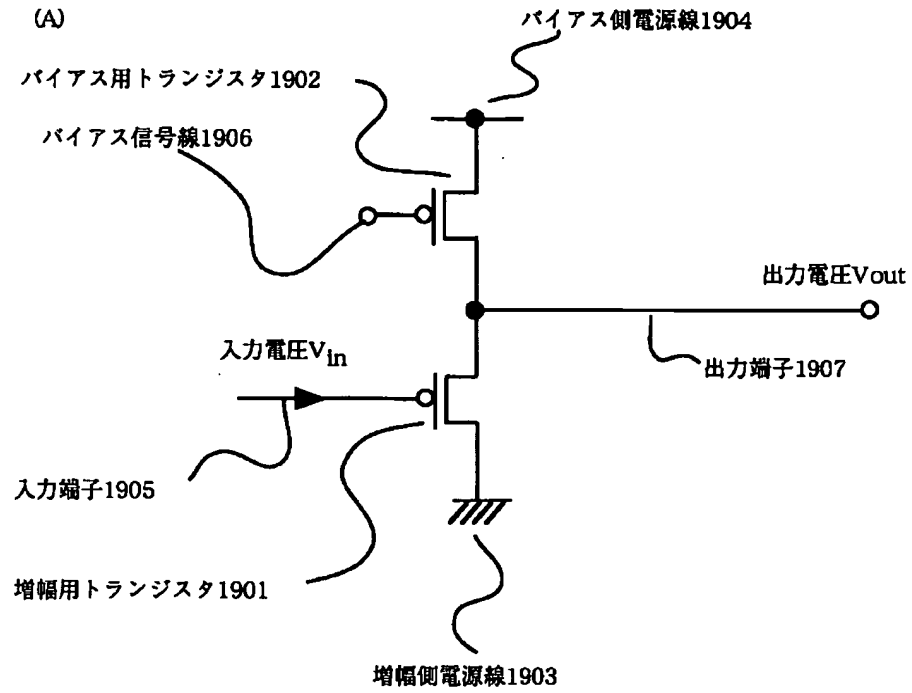 (A)
バイアス側電源線1904
バイアス用トランジスタ1902
バイアス信号線1906
出力電圧Vout
入力電圧Vin
出力端子1907
入力端子1905
増幅用トランジスタ1901
増幅側電源線1903